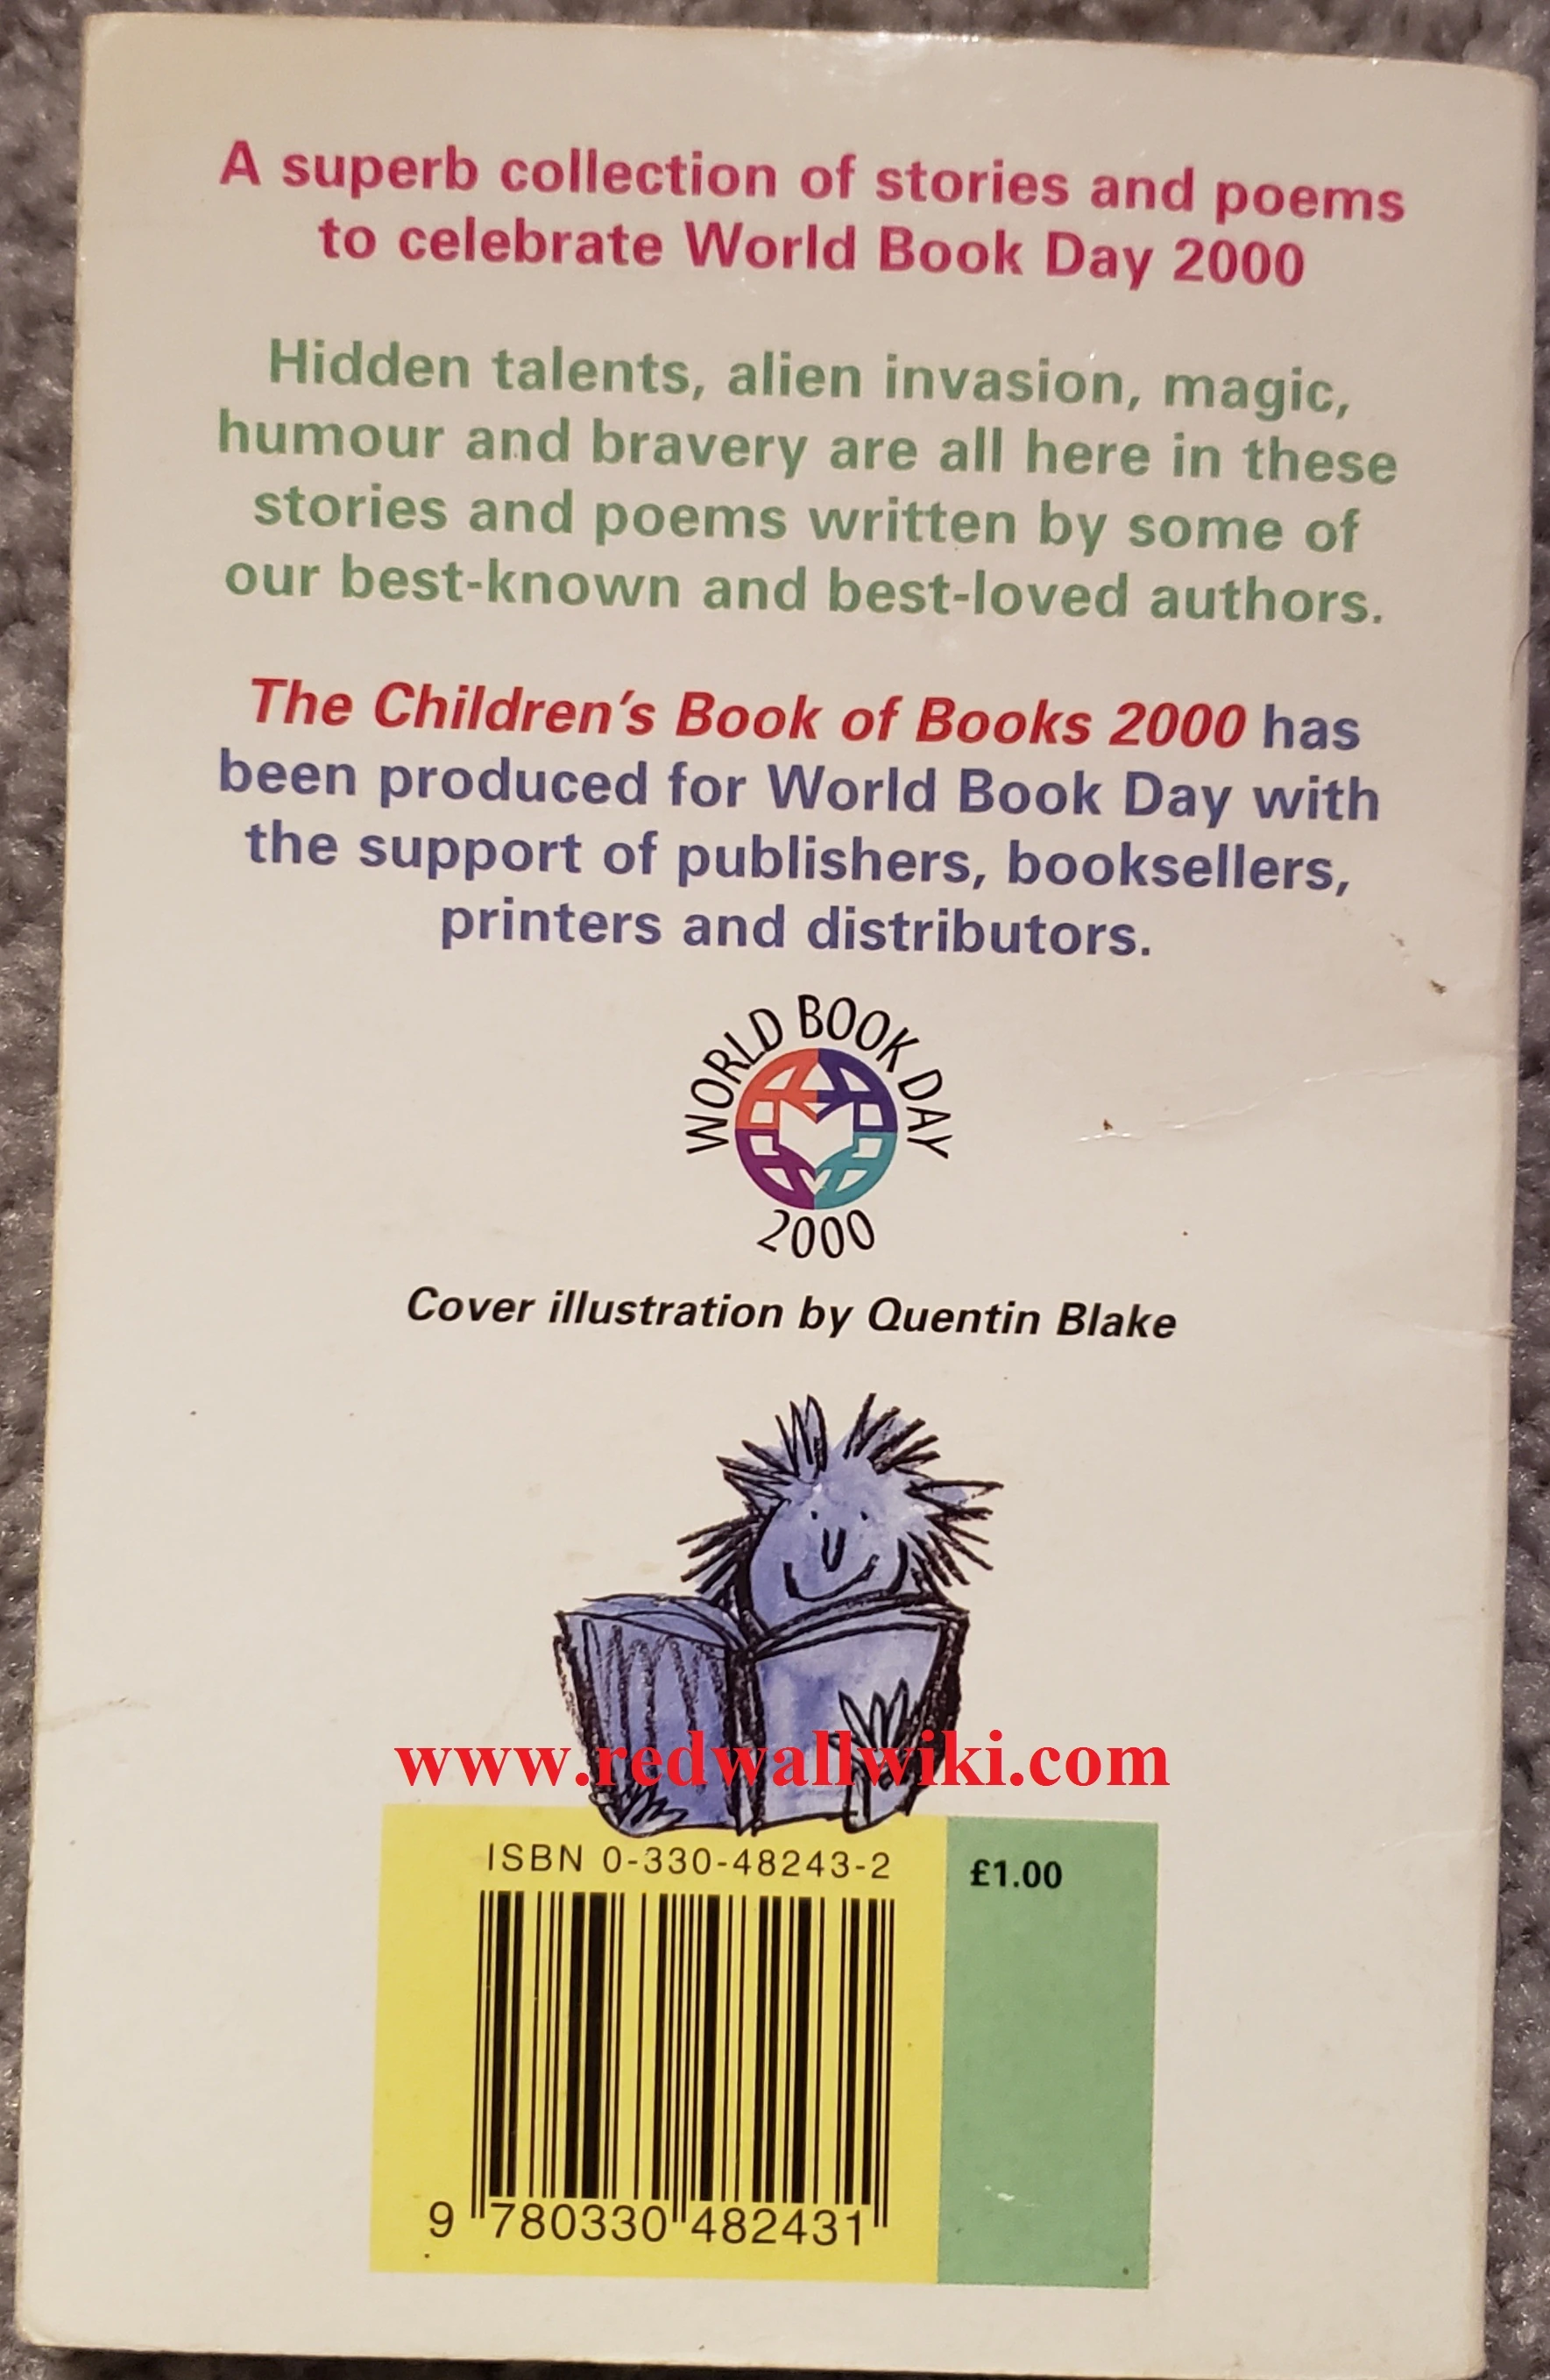 A superb collection of stories and poems
to celebrate World Book Day 2000
Hidden talents, alien invasion, magic,
humour and bravery are all here in these
stories and poems written by some of
our best-known and best-loved authors.
The Children's Book of Books 2000 has
been produced for World Book Day with
the support of publishers, booksellers,
printers and distributors.
WORLD BOOK DAY
2000
Cover illustration by Quentin Blake
www.redwallwiki.com
ISBN 0-330-48243-2
£1.00
9 780330 482431